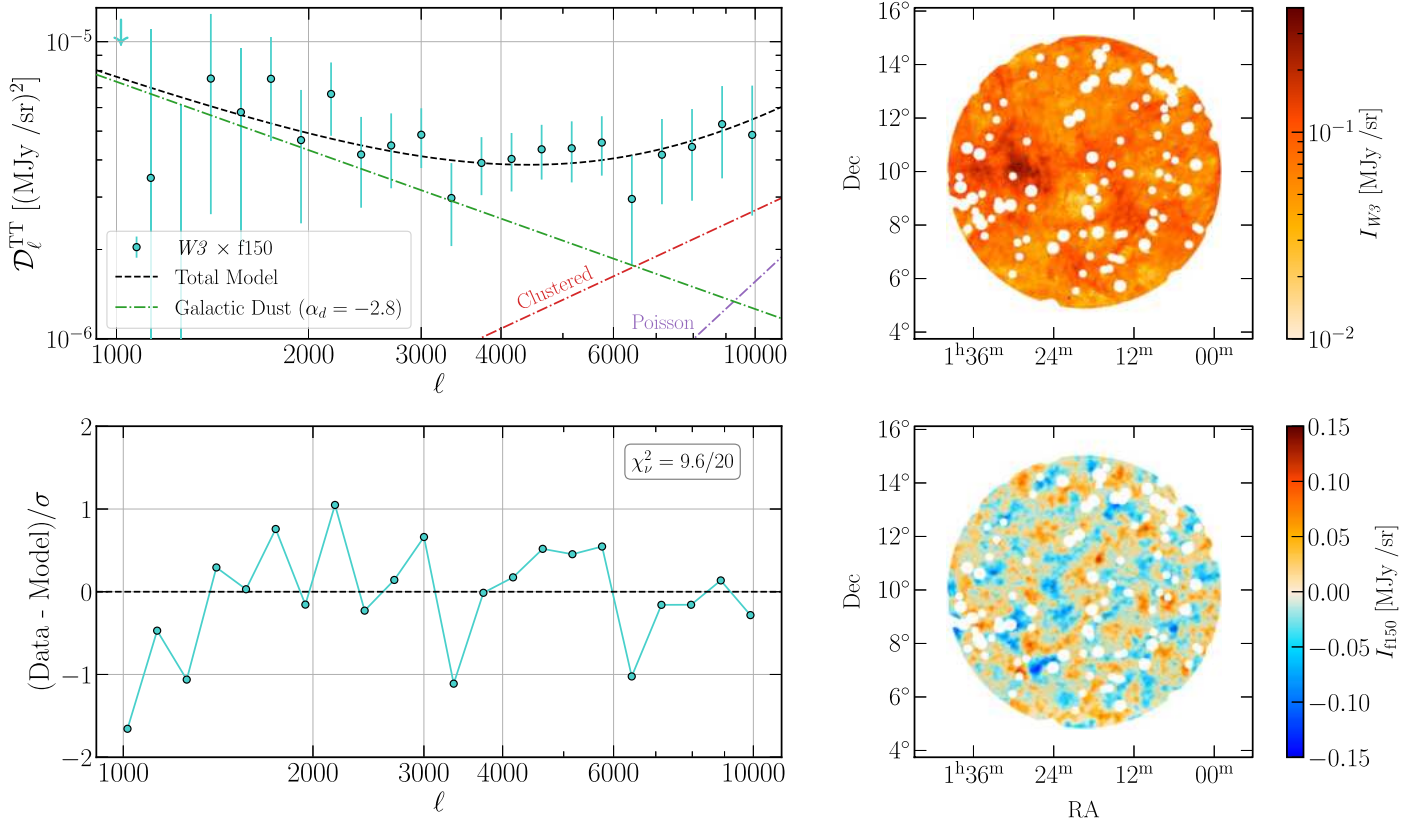 10⁻⁵
10⁻⁶
𝒟_ℓ^TT [(MJy /sr)²]
W3 × f150
Total Model
Galactic Dust (α_d = −2.8)
Clustered
Poisson
1000 2000 3000 4000 6000 10000
ℓ
16°
14°
12°
10°
8°
6°
4°
Dec
1ʰ36ᵐ 24ᵐ 12ᵐ 00ᵐ
10⁻¹
10⁻²
I_W3 [MJy /sr]
2
1
0
−1
−2
(Data - Model)/σ
χ²_ν = 9.6/20
1000 2000 3000 4000 6000 10000
ℓ
16°
14°
12°
10°
8°
6°
4°
Dec
1ʰ36ᵐ 24ᵐ 12ᵐ 00ᵐ
RA
0.15
0.10
0.05
0.00
−0.05
−0.10
−0.15
I_f150 [MJy /sr]